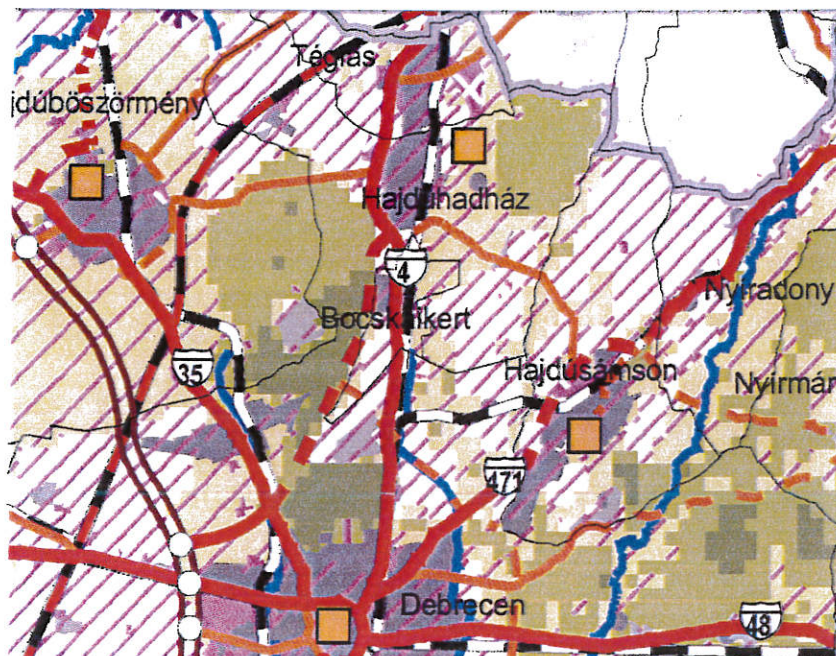 Téglás
jdúböszörmény
Hajdúhadház
4
Nyíradony
Bocskaikert
35
Hajdúsámson
Nyírmár
471
Debrecen
48